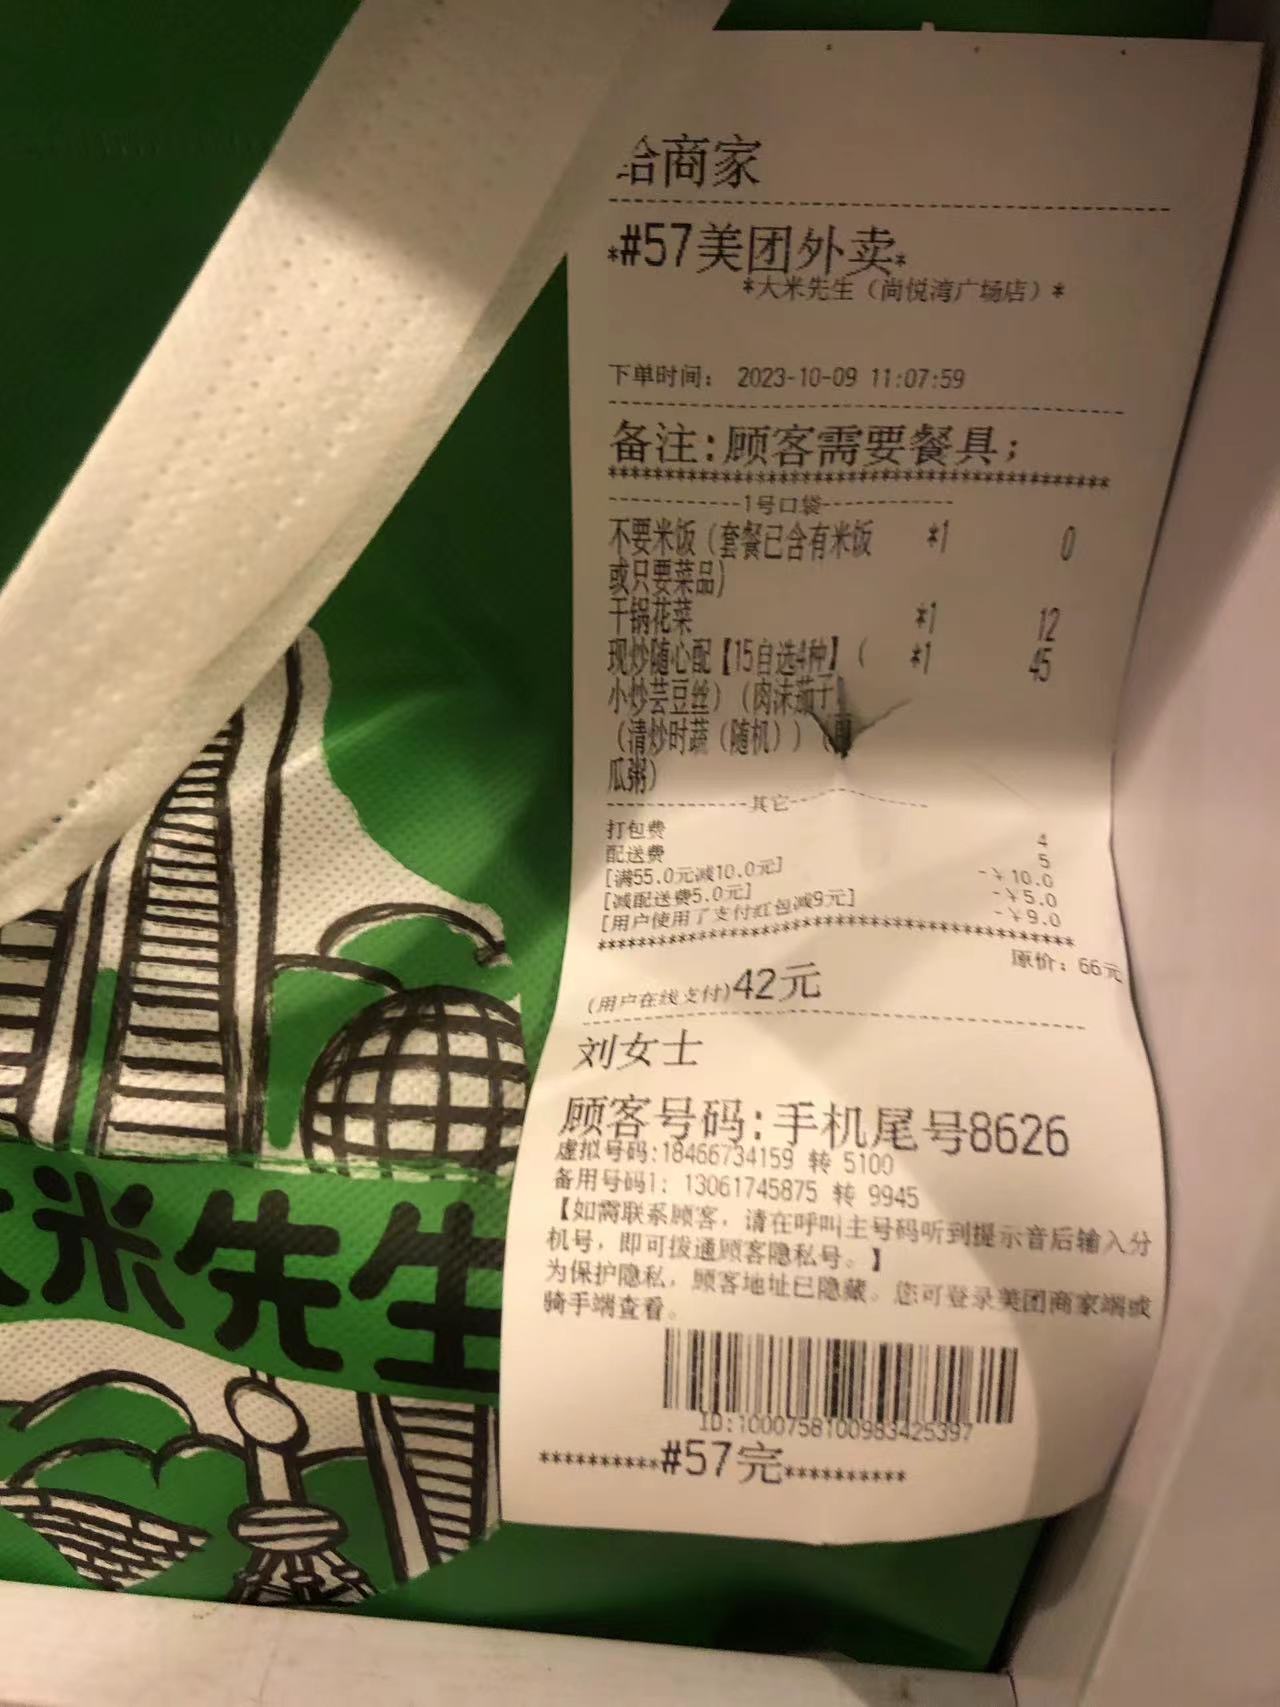 给商家
*#57美团外卖*
*大米先生（尚悦湾广场店）*
下单时间： 2023-10-09 11:07:59
备注:顾客需要餐具;
1号口袋
不要米饭（套餐已含有米饭 *1 0
或只要菜品）
干锅花菜 *1 12
现炒随心配【15自选4种】（ *1 45
小炒芸豆丝）（肉沫茄子
（清炒时蔬（随机））（
瓜粥）
其它
打包费 4
配送费 5
[满55.0元减10.0元] -￥10.0
[减配送费5.0元] -￥5.0
[用户使用了支付红包减9元] -￥9.0
原价：66元
(用户在线支付)42元
刘女士
顾客号码:手机尾号8626
虚拟号码:18466734159 转 5100
备用号码1: 13061745875 转 9945
【如需联系顾客，请在呼叫主号码听到提示音后输入分
机号，即可拨通顾客隐私号。】
为保护隐私，顾客地址已隐藏。您可登录美团商家端或
骑手端查看。
ID:1000758100983425397
**********#57完**********
米先生